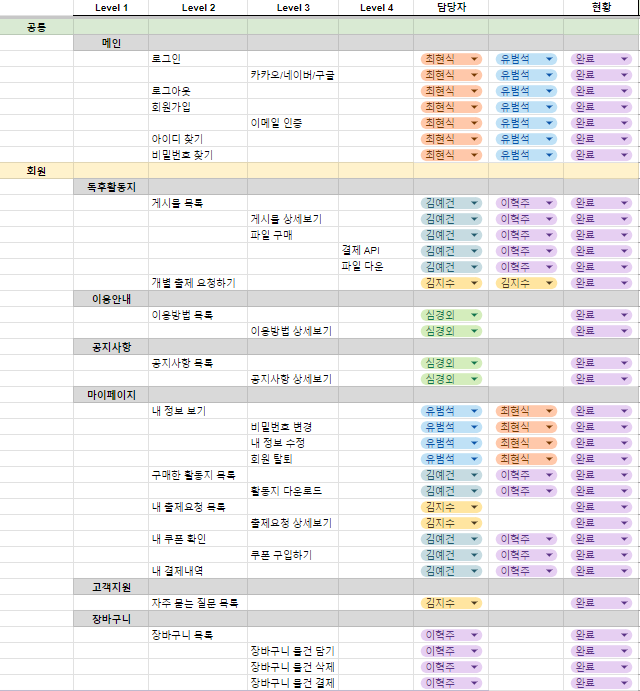 Level 1 Level 2 Level 3 Level 4 담당자 현황
공통
메인
로그인 최현식 유범석 완료
카카오/네이버/구글 최현식 유범석 완료
로그아웃 최현식 유범석 완료
회원가입 최현식 유범석 완료
이메일 인증 최현식 유범석 완료
아이디 찾기 최현식 유범석 완료
비밀번호 찾기 최현식 유범석 완료
회원
독후활동지
게시물 목록 김예건 이혁주 완료
게시물 상세보기 김예건 이혁주 완료
파일 구매 김예건 이혁주 완료
결제 API 김예건 이혁주 완료
파일 다운 김예건 이혁주 완료
개별 출제 요청하기 김지수 김지수 완료
이용안내
이용방법 목록 심경외 완료
이용방법 상세보기 심경외 완료
공지사항
공지사항 목록 심경외 완료
공지사항 상세보기 심경외 완료
마이페이지
내 정보 보기 유범석 최현식 완료
비밀번호 변경 유범석 최현식 완료
내 정보 수정 유범석 최현식 완료
회원 탈퇴 유범석 최현식 완료
구매한 활동지 목록 김예건 이혁주 완료
활동지 다운로드 김예건 이혁주 완료
내 출제요청 목록 김지수 완료
출제요청 상세보기 김지수 완료
내 쿠폰 확인 김예건 이혁주 완료
쿠폰 구입하기 김예건 이혁주 완료
내 결제내역 김예건 이혁주 완료
고객지원
자주 묻는 질문 목록 김지수 완료
장바구니
장바구니 목록 이혁주 완료
장바구니 물건 담기 이혁주 완료
장바구니 물건 삭제 이혁주 완료
장바구니 물건 결제 이혁주 완료